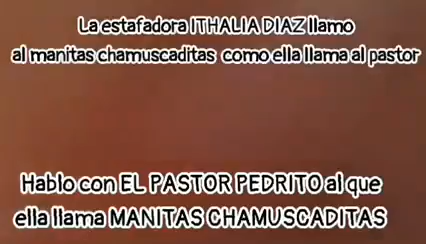 La estafadora ITHALIA DIAZ llamo
al manitas chamuscaditas como ella llama al pastor
Hablo con EL PASTOR PEDRITO al que
ella llama MANITAS CHAMUSCADITAS